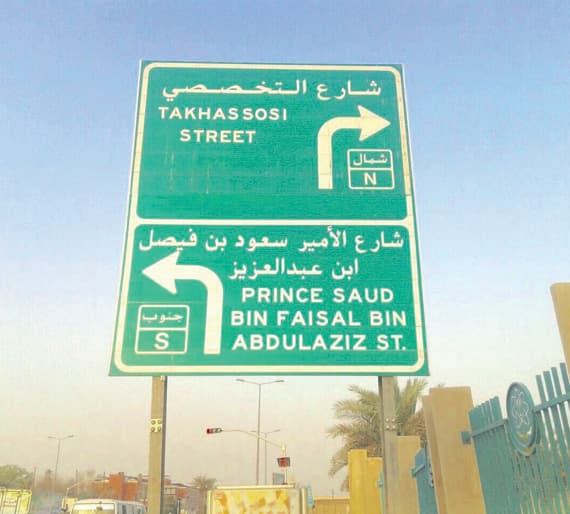 شارع التخصصي
TAKHASSOSI
STREET
شمال
N
شارع الأمير سعود بن فيصل
ابن عبدالعزيز
PRINCE SAUD
BIN FAISAL BIN
ABDULAZIZ ST.
جنوب
S